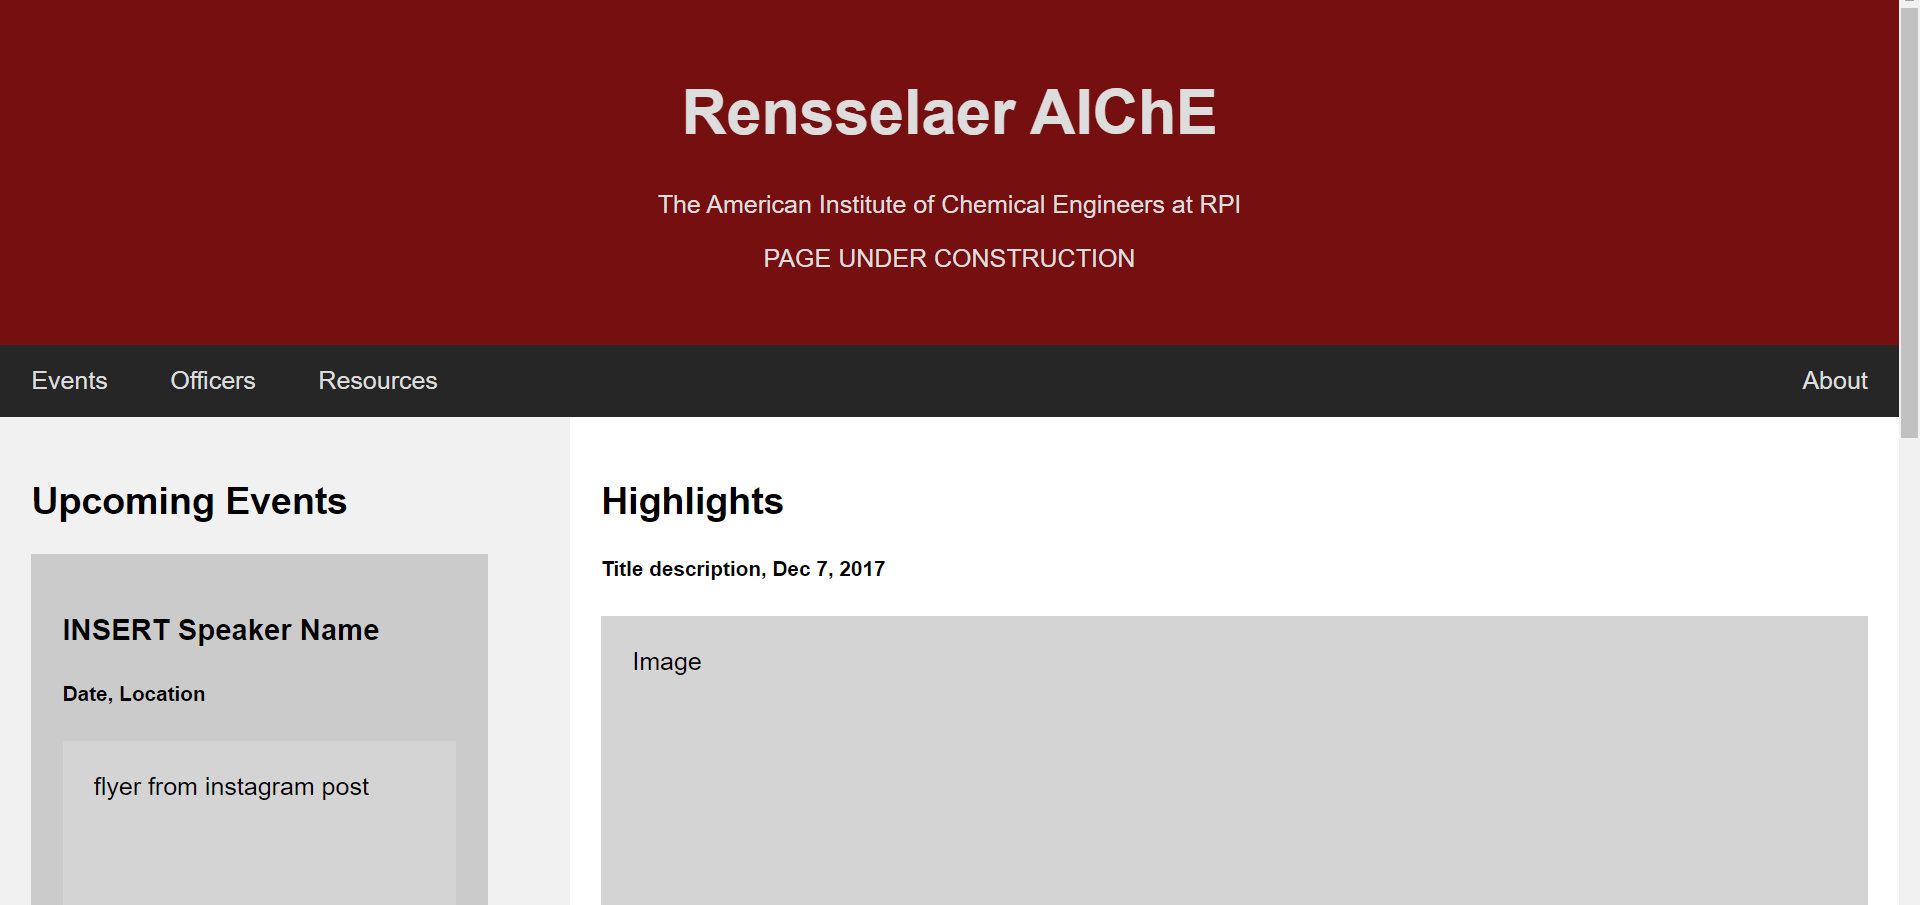 Rensselaer AIChE
The American Institute of Chemical Engineers at RPI
PAGE UNDER CONSTRUCTION
Events Officers Resources About
Upcoming Events
INSERT Speaker Name
Date, Location
flyer from instagram post
Highlights
Title description, Dec 7, 2017
Image